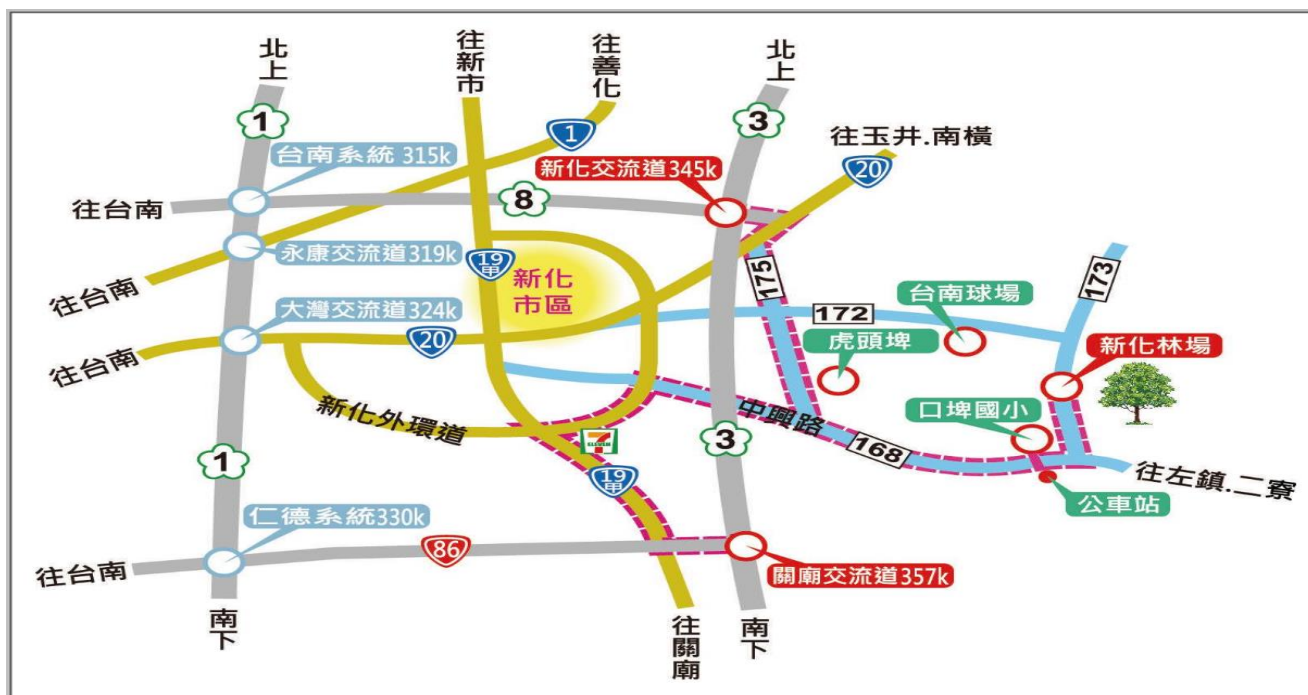 北上
往新市
往善化
北上
1
3
1
往玉井.南橫
台南系統 315k
新化交流道345k
20
往台南
8
173
永康交流道319k
19甲
新化
市區
175
台南球場
往台南
大灣交流道324k
172
20
虎頭埤
新化林場
往台南
新化外環道
中興路
口埤國小
7
ELEVEN
3
168
1
19甲
往左鎮.二寮
公車站
仁德系統330k
86
往台南
關廟交流道357k
南下
往關廟
南下